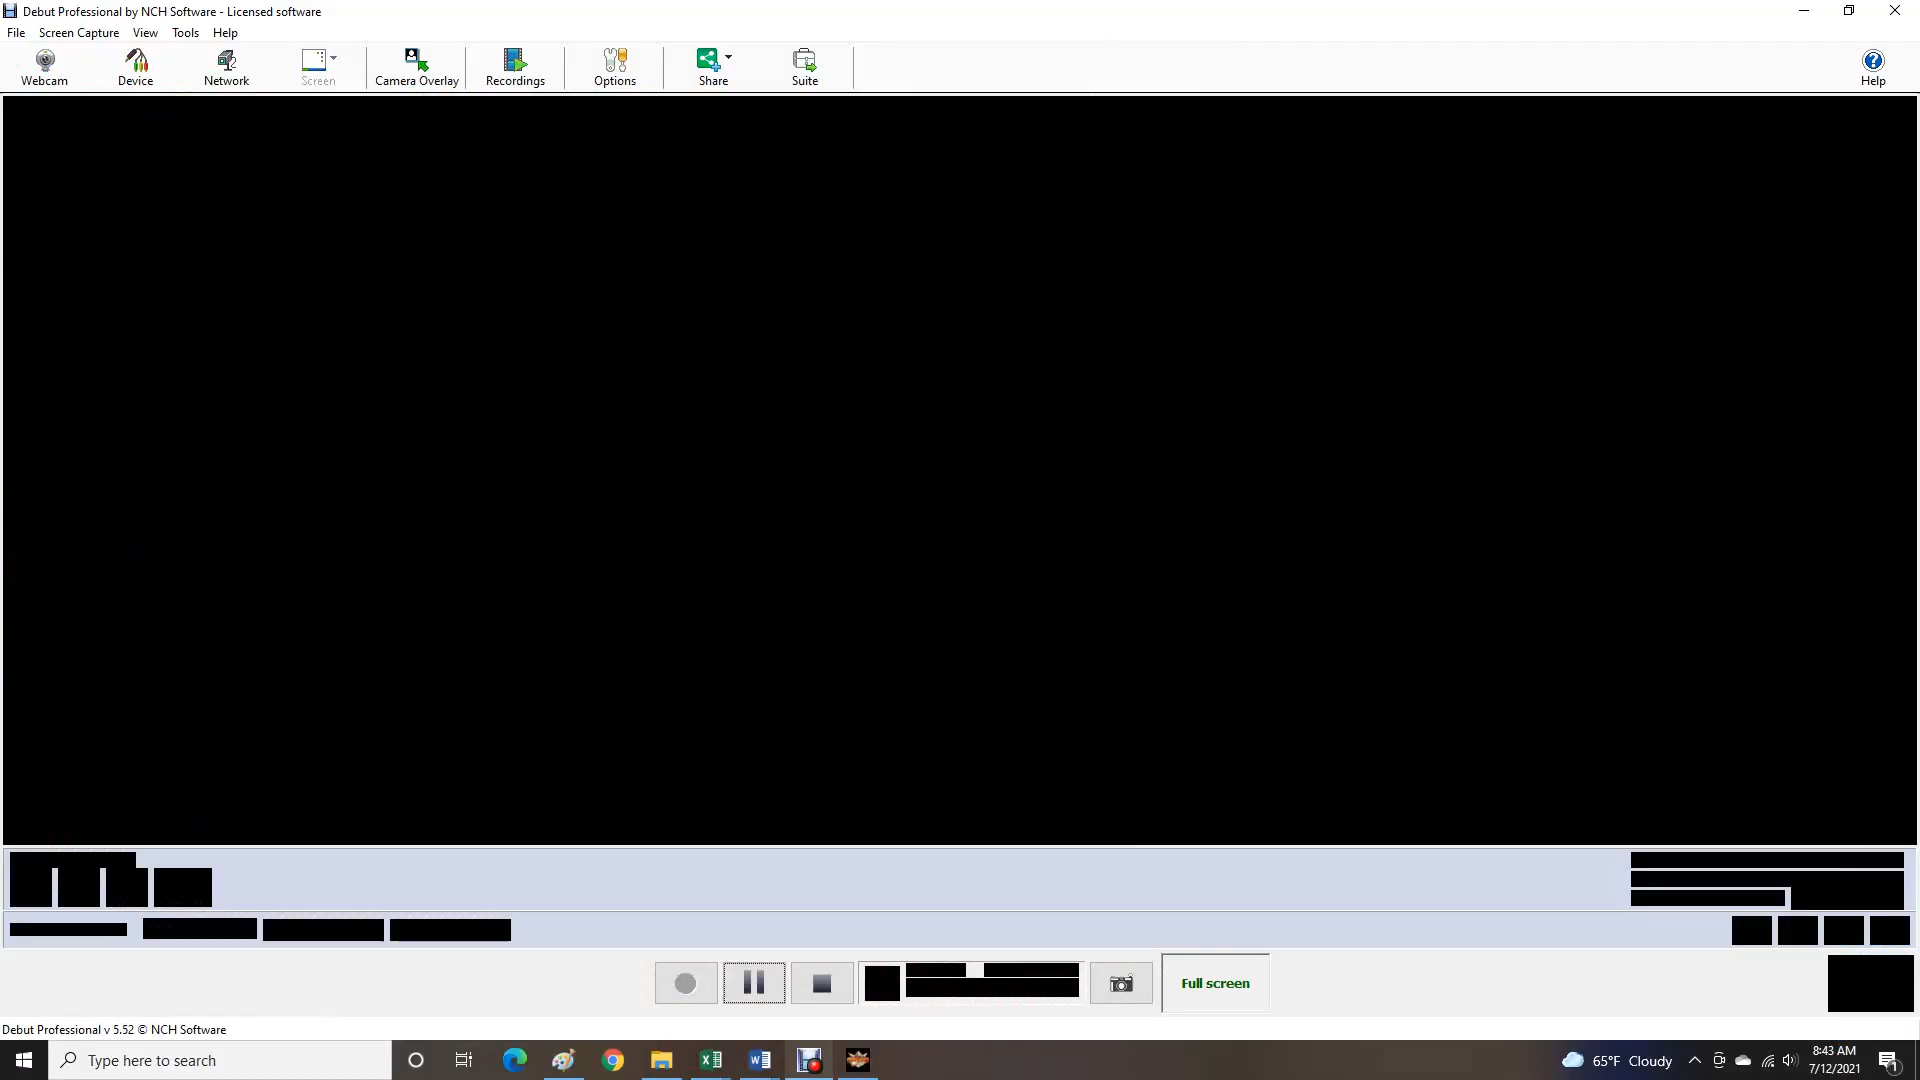 Debut Professional by NCH Software - Licensed software
File Screen Capture View Tools Help
Webcam Device Network Screen Camera Overlay Recordings Options Share Suite Help
Full screen
Debut Professional v 5.52 © NCH Software
Type here to search
65°F Cloudy
8:43 AM
7/12/2021
1